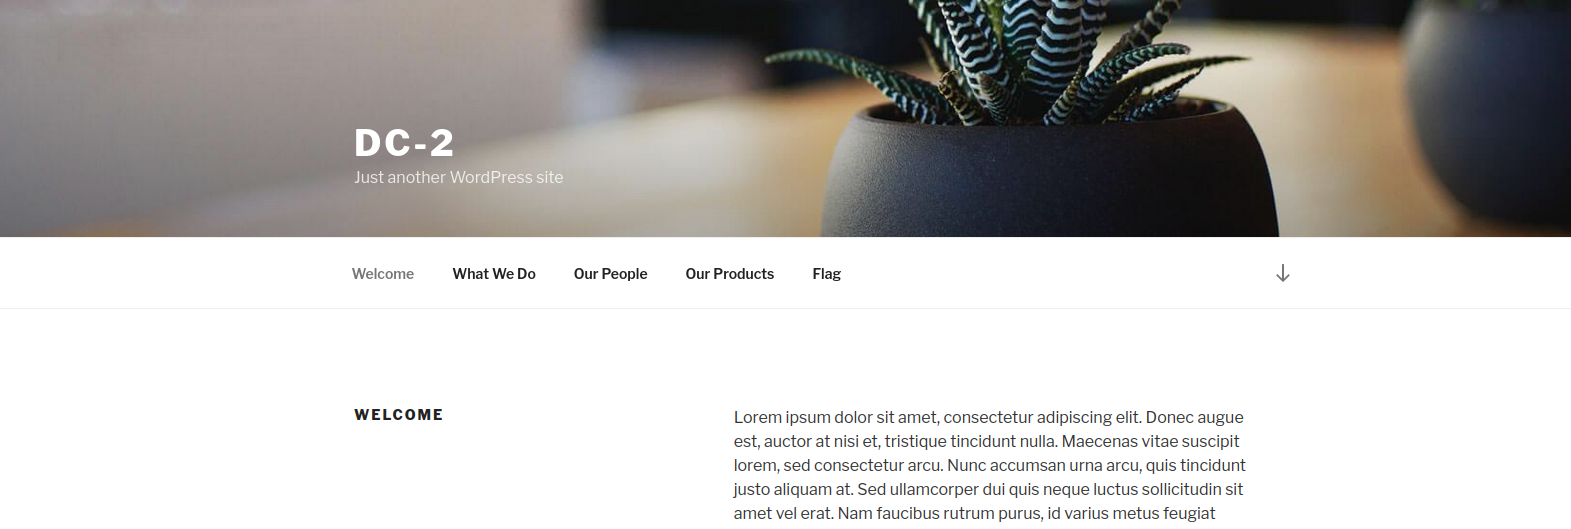 DC-2
Just another WordPress site
Welcome
What We Do
Our People
Our Products
Flag
WELCOME
Lorem ipsum dolor sit amet, consectetur adipiscing elit. Donec augue
est, auctor at nisi et, tristique tincidunt nulla. Maecenas vitae suscipit
lorem, sed consectetur arcu. Nunc accumsan urna arcu, quis tincidunt
justo aliquam at. Sed ullamcorper dui quis neque luctus sollicitudin sit
amet vel erat. Nam faucibus rutrum purus, id varius metus feugiat